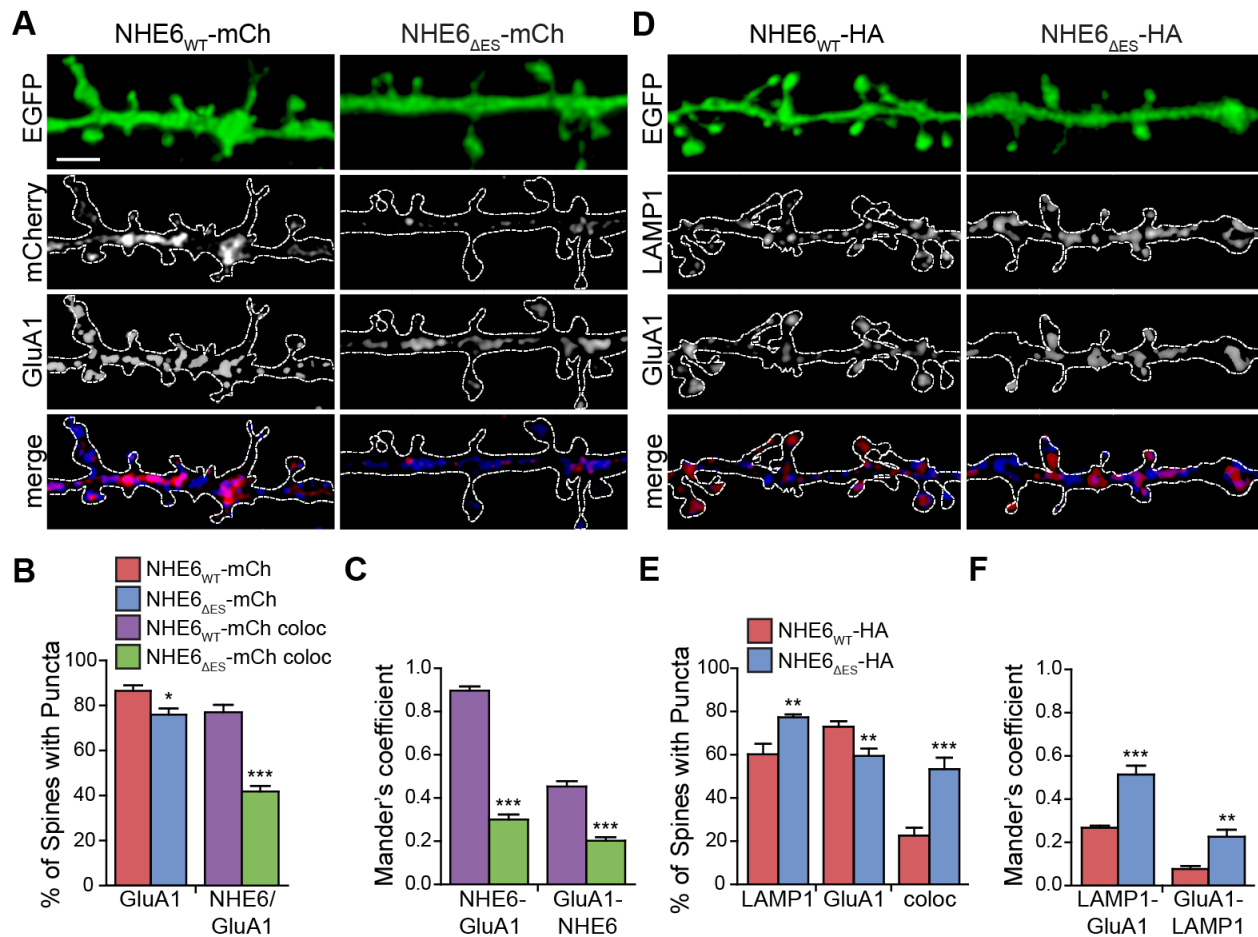 A
NHE6WT-mCh
NHE6ΔES-mCh
EGFP
mCherry
GluA1
merge
D
NHE6WT-HA
NHE6ΔES-HA
EGFP
LAMP1
GluA1
merge
B
NHE6WT-mCh
NHE6ΔES-mCh
NHE6WT-mCh coloc
NHE6ΔES-mCh coloc
% of Spines with Puncta
100
80
60
40
20
0
*
***
GluA1
NHE6/
GluA1
C
Mander's coefficient
1.0
0.8
0.6
0.4
0.2
0.0
***
***
NHE6-
GluA1
GluA1-
NHE6
E
NHE6WT-HA
NHE6ΔES-HA
% of Spines with Puncta
100
80
60
40
20
0
**
**
***
LAMP1
GluA1
coloc
F
Mander's coefficient
1.0
0.8
0.6
0.4
0.2
0.0
***
**
LAMP1-
GluA1
GluA1-
LAMP1